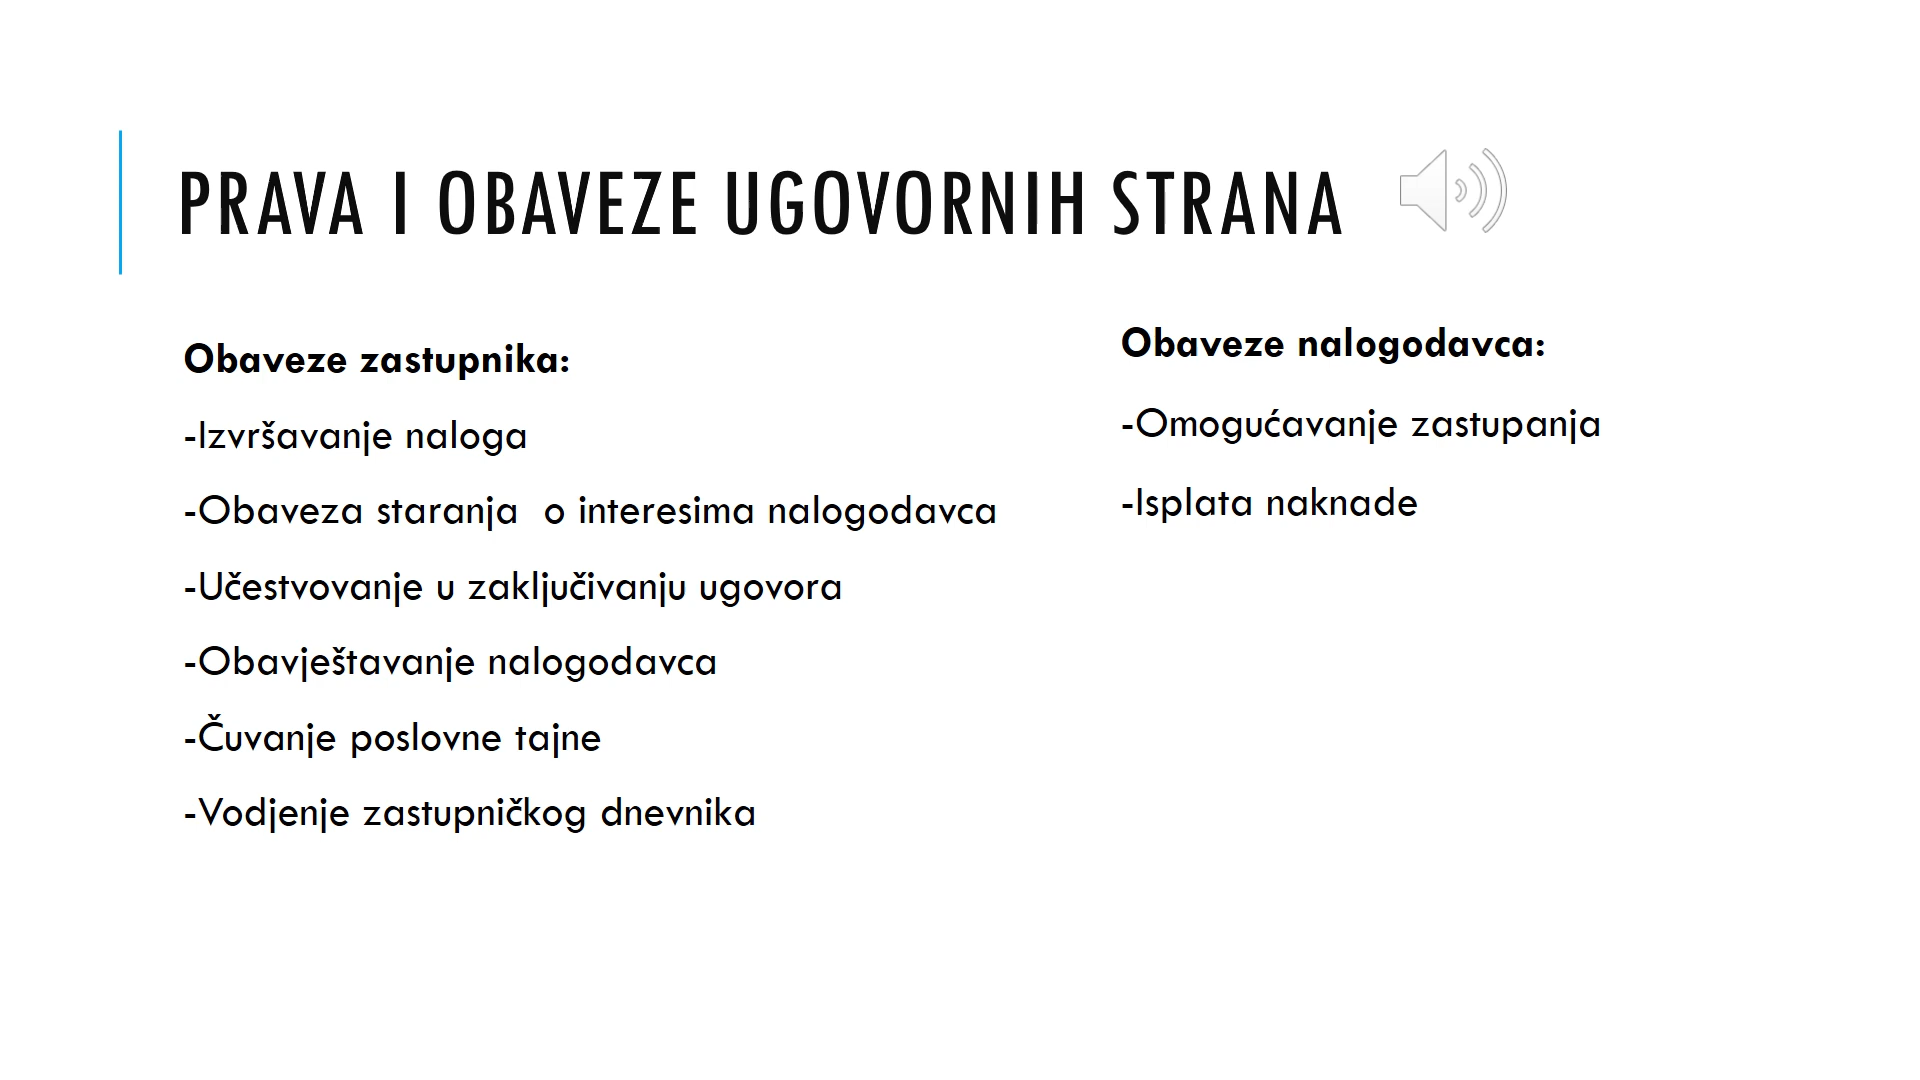 PRAVA I OBAVEZE UGOVORNIH STRANA
Obaveze zastupnika:
-Izvršavanje naloga
-Obaveza staranja  o interesima nalogodavca
-Učestvovanje u zaključivanju ugovora
-Obavještavanje nalogodavca
-Čuvanje poslovne tajne
-Vodjenje zastupničkog dnevnika
Obaveze nalogodavca:
-Omogućavanje zastupanja
-Isplata naknade